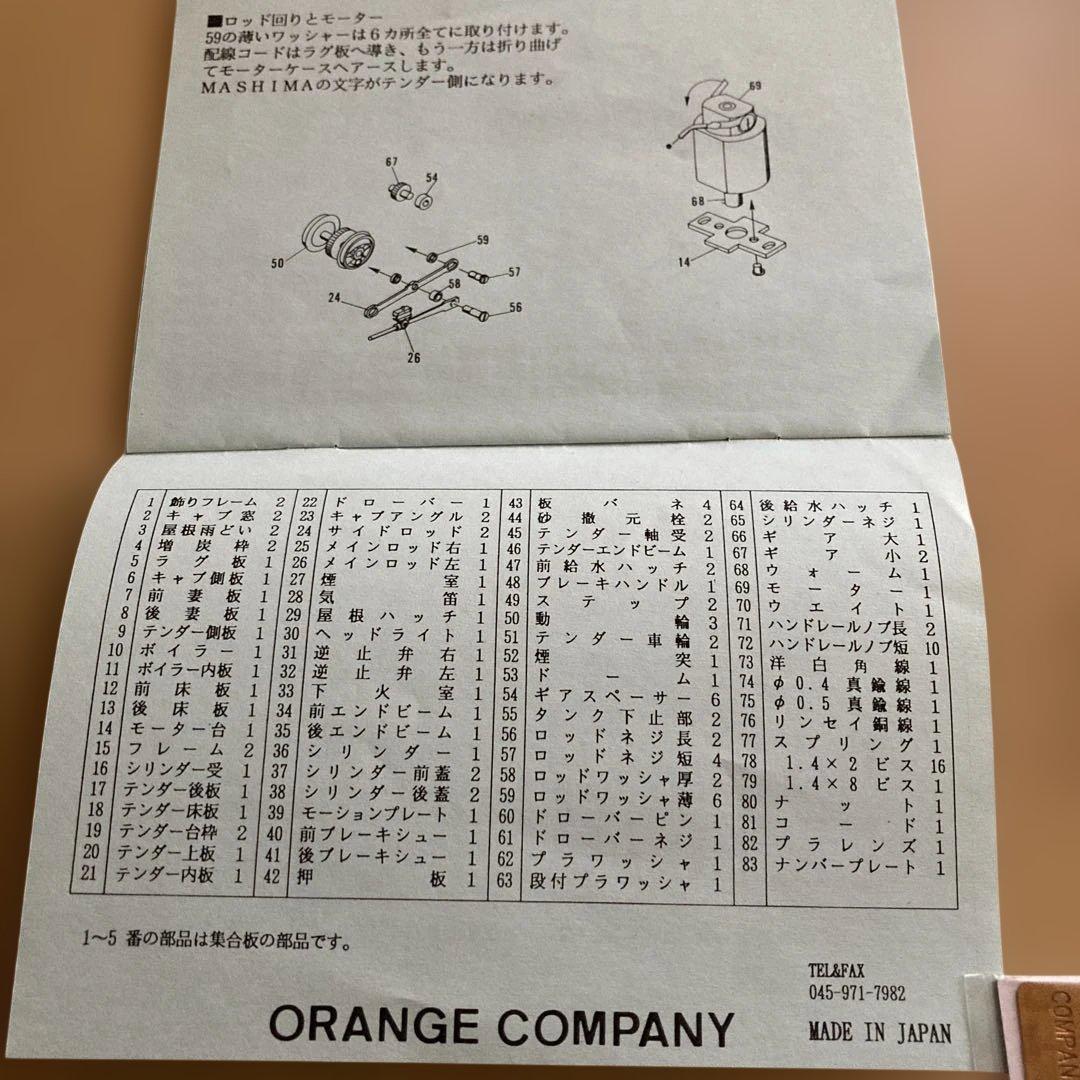 ■ロッド回りとモーター
59の薄いワッシャーは６カ所全てに取り付けます。
配線コードはラグ板へ導き、もう一方は折り曲げ
てモーターケースへアースします。
ＭＡＳＨＩＭＡの文字がテンダー側になります。
69
67
54
68
59
50
57
14
58
24
56
26
1 飾りフレーム 2
2 キャブ窓 2
3 屋根雨どい 2
4 増炭枠 2
5 ラグ板 1
6 キャブ側板 1
7 前妻板 1
8 後妻板 1
9 テンダー側板 1
10 ボイラー 1
11 ボイラー内板 1
12 前床板 1
13 後床板 1
14 モーター台 1
15 フレーム 2
16 シリンダー受 1
17 テンダー後板 1
18 テンダー床板 1
19 テンダー台枠 2
20 テンダー上板 1
21 テンダー内板 1
22 ドローバー 1
23 キャブアングル 2
24 サイドロッド 2
25 メインロッド右 1
26 メインロッド左 1
27 煙室 1
28 気笛 1
29 屋根ハッチ 1
30 ヘッドライト 1
31 逆止弁右 1
32 逆止弁左 1
33 下火室 1
34 前エンドビーム 1
35 後エンドビーム 1
36 シリンダー 1
37 シリンダー前蓋 2
38 シリンダー後蓋 2
39 モーションプレート 1
40 前ブレーキシュー 1
41 後ブレーキシュー 1
42 押板 1
43 板バネ 4
44 砂撒元栓 2
45 テンダー軸受 2
46 テンダーエンドビーム 1
47 前給水ハッチ 2
48 ブレーキハンドル 1
49 ステップ 2
50 動輪 3
51 テンダー車輪 2
52 煙突 1
53 ドーム 1
54 ギアスペーサー 6
55 タンク下止部 2
56 ロッドネジ長 2
57 ロッドネジ短 4
58 ロッドワッシャ厚 2
59 ロッドワッシャ薄 6
60 ドローバーピン 1
61 ドローバーネジ 1
62 プラワッシャ 1
63 段付プラワッシャ 1
64 後給水ハッチ 1
65 シリンダーネジ 1
66 ギア大 1
67 ギア小 2
68 ウォーム 1
69 モーター 1
70 ウエイト 1
71 ハンドレールノブ長 2
72 ハンドレールノブ短 10
73 洋白角線 1
74 φ0.4真鍮線 1
75 φ0.5真鍮線 1
76 リンセイ銅線 1
77 スプリング 1
78 1.4×2ビス 16
79 1.4×8ビス 1
80 ナット 1
81 コード 1
82 プラレンズ 1
83 ナンバープレート 1
1～5 番の部品は集合板の部品です。
TEL&FAX
045-971-7982
ORANGE COMPANY
MADE IN JAPAN
COMPAN